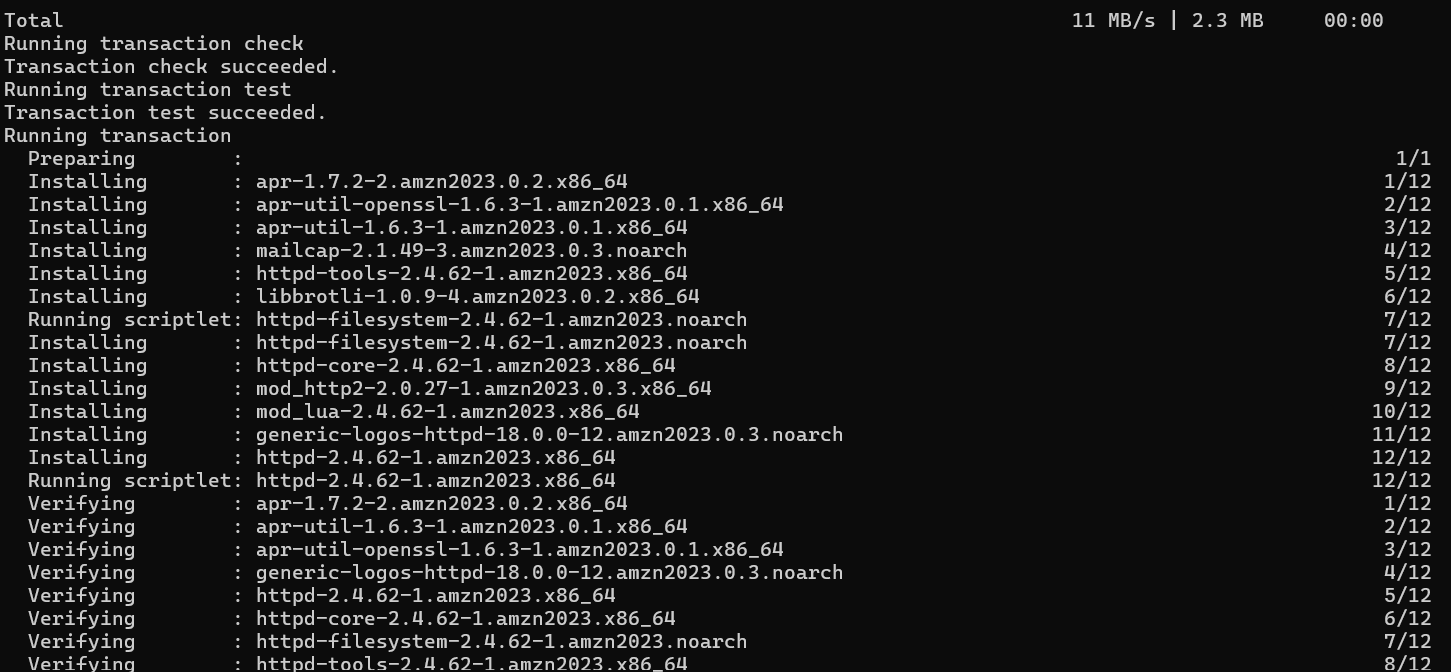 Total 11 MB/s | 2.3 MB 00:00
Running transaction check
Transaction check succeeded.
Running transaction test
Transaction test succeeded.
Running transaction
Preparing : 1/1
Installing : apr-1.7.2-2.amzn2023.0.2.x86_64 1/12
Installing : apr-util-openssl-1.6.3-1.amzn2023.0.1.x86_64 2/12
Installing : apr-util-1.6.3-1.amzn2023.0.1.x86_64 3/12
Installing : mailcap-2.1.49-3.amzn2023.0.3.noarch 4/12
Installing : httpd-tools-2.4.62-1.amzn2023.x86_64 5/12
Installing : libbrotli-1.0.9-4.amzn2023.0.2.x86_64 6/12
Running scriptlet: httpd-filesystem-2.4.62-1.amzn2023.noarch 7/12
Installing : httpd-filesystem-2.4.62-1.amzn2023.noarch 7/12
Installing : httpd-core-2.4.62-1.amzn2023.x86_64 8/12
Installing : mod_http2-2.0.27-1.amzn2023.0.3.x86_64 9/12
Installing : mod_lua-2.4.62-1.amzn2023.x86_64 10/12
Installing : generic-logos-httpd-18.0.0-12.amzn2023.0.3.noarch 11/12
Installing : httpd-2.4.62-1.amzn2023.x86_64 12/12
Running scriptlet: httpd-2.4.62-1.amzn2023.x86_64 12/12
Verifying : apr-1.7.2-2.amzn2023.0.2.x86_64 1/12
Verifying : apr-util-1.6.3-1.amzn2023.0.1.x86_64 2/12
Verifying : apr-util-openssl-1.6.3-1.amzn2023.0.1.x86_64 3/12
Verifying : generic-logos-httpd-18.0.0-12.amzn2023.0.3.noarch 4/12
Verifying : httpd-2.4.62-1.amzn2023.x86_64 5/12
Verifying : httpd-core-2.4.62-1.amzn2023.x86_64 6/12
Verifying : httpd-filesystem-2.4.62-1.amzn2023.noarch 7/12
Verifying : httpd-tools-2.4.62-1.amzn2023.x86_64 8/12